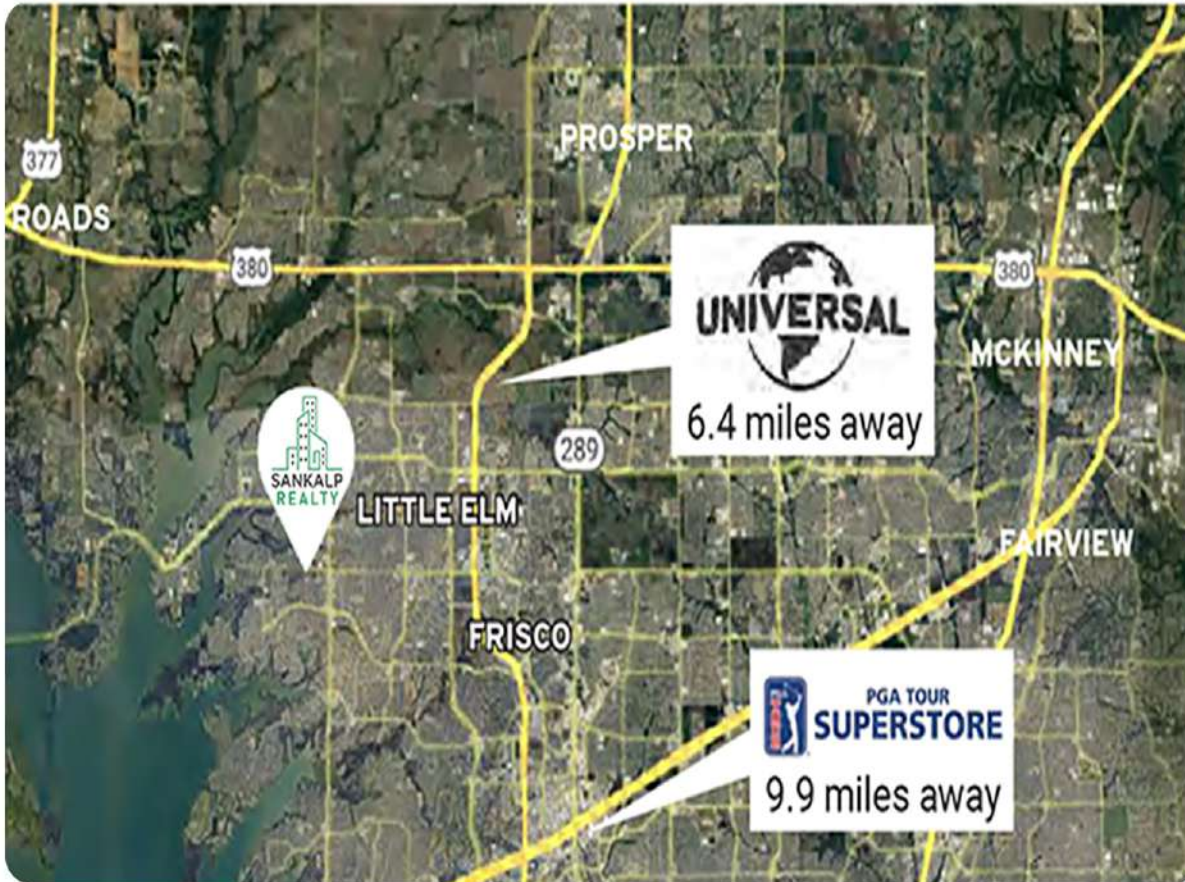 PROSPER
377
ROADS
380
380
UNIVERSAL
6.4 miles away
MCKINNEY
289
SANKALP
REALTY
LITTLE ELM
FAIRVIEW
FRISCO
PGA TOUR
SUPERSTORE
9.9 miles away